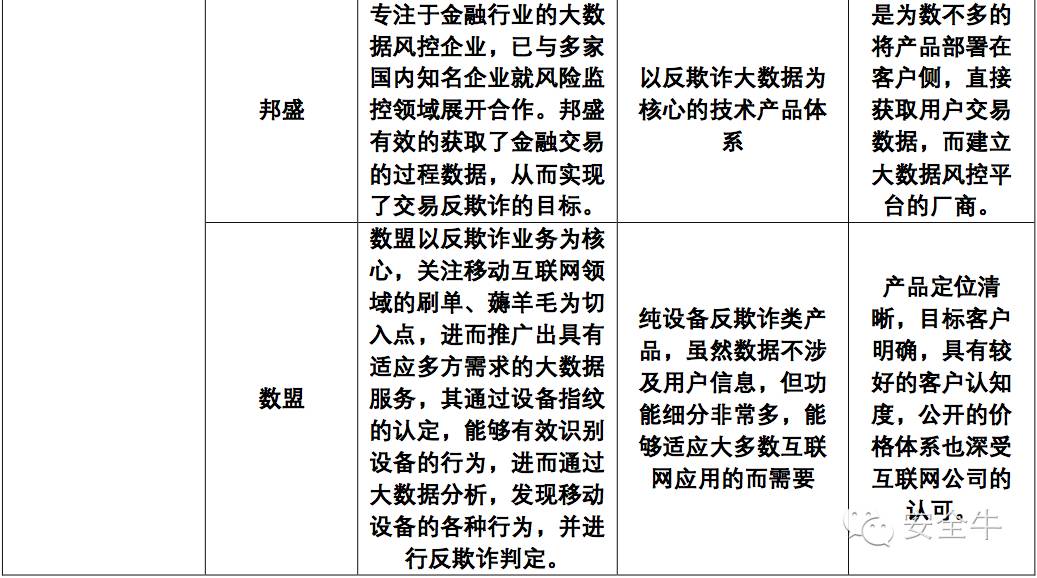 邦盛
专注于金融行业的大数
据风控企业，已与多家
国内知名企业就风险监
控领域展开合作。邦盛
有效的获取了金融交易
的过程数据，从而实现
了交易反欺诈的目标。
以反欺诈大数据为
核心的技术产品体
系
是为数不多的
将产品部署在
客户侧，直接
获取用户交易
数据，而建立
大数据风控平
台的厂商。
数盟
数盟以反欺诈业务为核
心，关注移动互联网领
域的刷单、薅羊毛为切
入点，进而推广出具有
适应多方需求的大数据
服务，其通过设备指纹
的认定，能够有效识别
设备的行为，进而通过
大数据分析，发现移动
设备的各种行为，并进
行反欺诈判定。
纯设备反欺诈类产
品，虽然数据不涉
及用户信息，但功
能细分非常多，能
够适应大多数互联
网应用的而需要
产品定位清
晰，目标客户
明确，具有较
好的客户认知
度，公开的价
格体系也深受
互联网公司的
认可。
安全牛